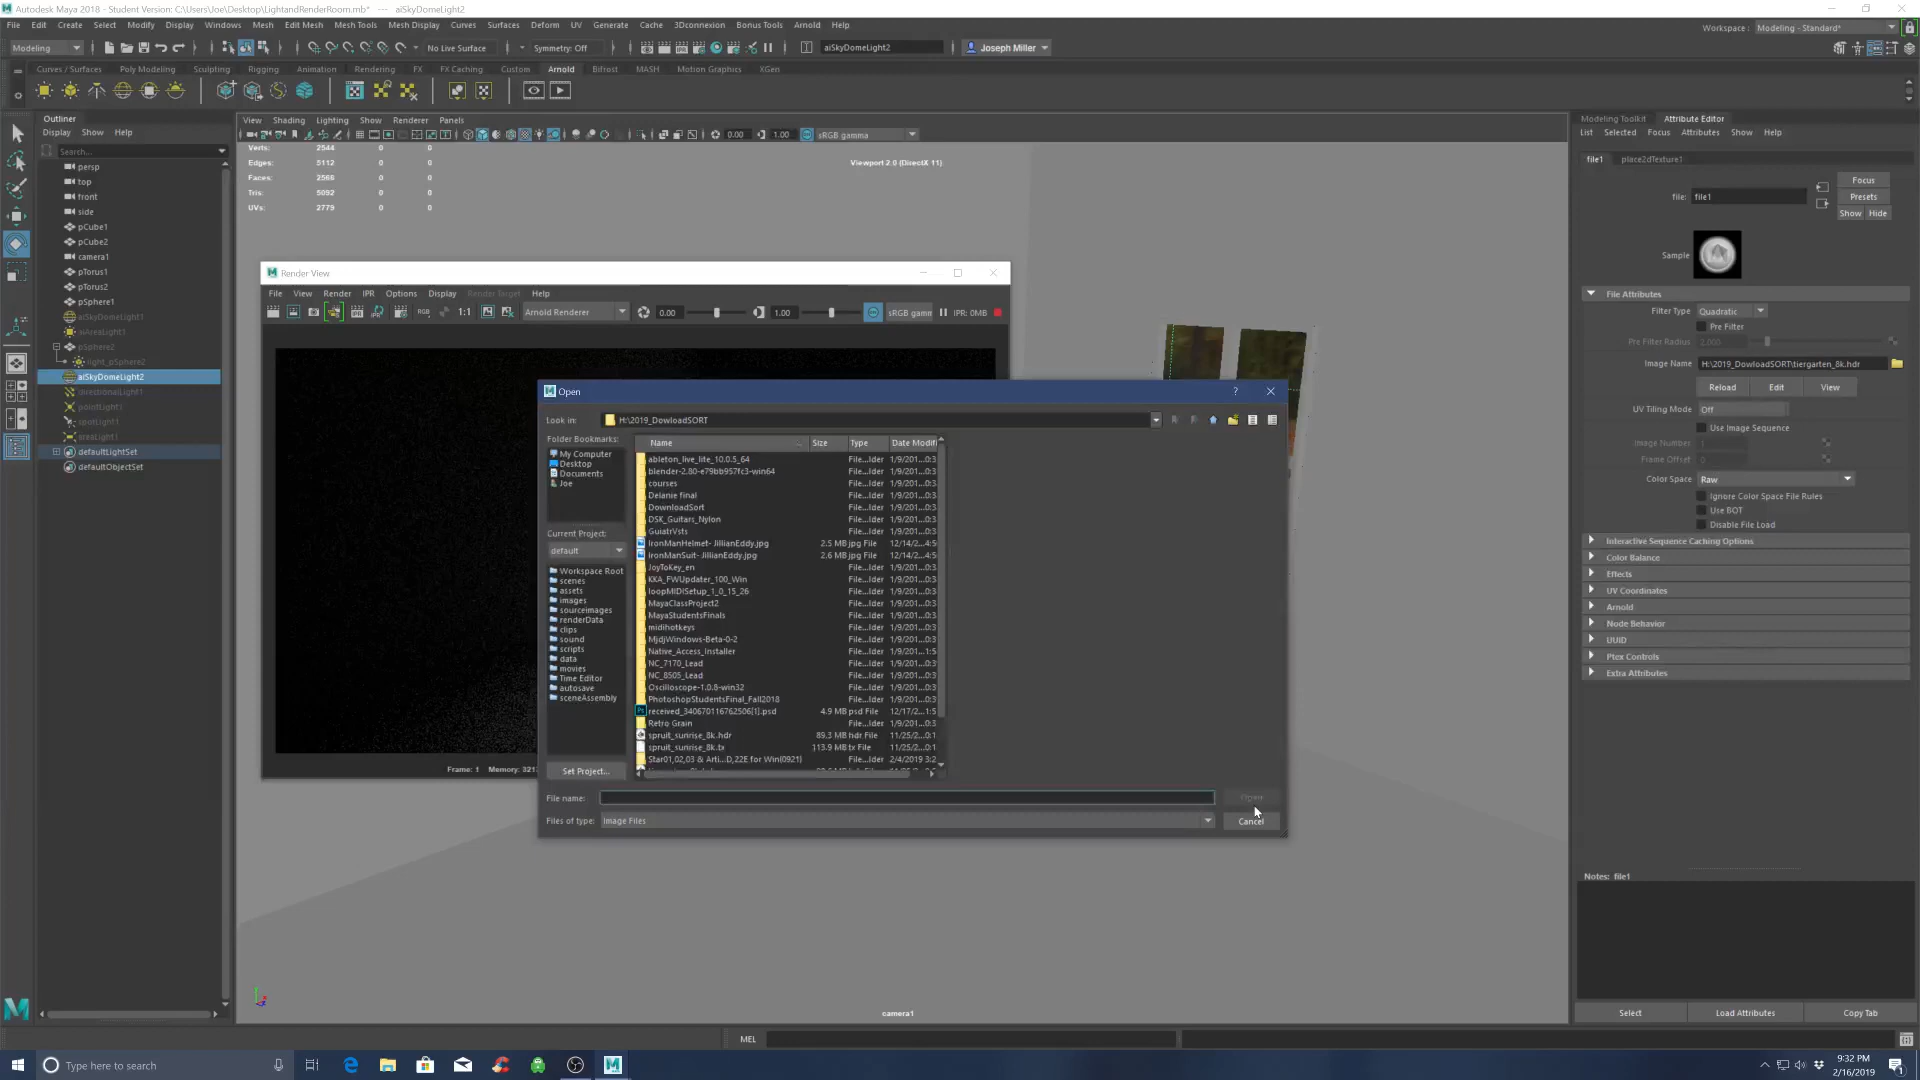 Autodesk Maya 2018 - Student Version: C:\Users\Joe\Desktop\LightandRenderRoom.mb*   ---   aiSkyDomeLight2
File Edit Create Select Modify Display Windows Mesh Edit Mesh Mesh Tools Mesh Display Curves Surfaces Deform UV Generate Cache 3Dconnexion Bonus Tools Arnold Help
Workspace : Modeling - Standard*
Modeling
No Live Surface
Symmetry: Off
aiSkyDomeLight2
Joseph Miller
Curves / Surfaces Poly Modeling Sculpting Rigging Animation Rendering FX FX Caching Custom Arnold Bifrost MASH Motion Graphics XGen
Outliner
Display Show Help
Search...
persp
top
front
side
pCube1
pCube2
camera1
pTorus1
pTorus2
pSphere1
aiSkyDomeLight1
aiAreaLight1
pSphere2
light_pSphere2
aiSkyDomeLight2
directionalLight1
pointLight1
spotLight1
areaLight1
defaultLightSet
defaultObjectSet
View Shading Lighting Show Renderer Panels
0.00 1.00 sRGB gamma
Verts: 2544 0 0
Edges: 5112 0 0
Faces: 2566 0 0
Tris: 5092 0 0
UVs: 2779 0 0
Viewport 2.0 (DirectX 11)
Render View
File View Render IPR Options Display Render Target Help
RGB 1:1 Arnold Renderer 0.00 1.00 sRGB gamm IPR: 0MB
Frame: 1 Memory: 321
Open
Look in: H:\2019_DowloadSORT
Folder Bookmarks:
My Computer
Desktop
Documents
Joe
Current Project:
default
Workspace Root
scenes
assets
images
sourceimages
renderData
clips
sound
scripts
data
movies
Time Editor
autosave
sceneAssembly
Set Project...
Name Size Type Date Modifi
ableton_live_lite_10.0.5_64 File...lder 1/9/201...0:3
blender-2.80-e79bb957fc3-win64 File...lder 1/9/201...0:3
courses File...lder 1/9/201...0:3
Delanie final File...lder 1/9/201...0:3
DownloadSort File...lder 1/9/201...0:3
DSK_Guitars_Nylon File...lder 1/9/201...0:3
GuiatrVsts File...lder 1/9/201...0:3
IronManHelmet- JillianEddy.jpg 2.5 MB jpg File 12/14/2...4:5
IronManSuit- JillianEddy.jpg 2.6 MB jpg File 12/14/2...4:5
JoyToKey_en File...lder 1/9/201...0:3
KKA_FWUpdater_100_Win File...lder 1/9/201...0:3
loopMIDISetup_1_0_15_26 File...lder 1/9/201...0:3
MayaClassProject2 File...lder 1/9/201...0:3
MayaStudentsFinals File...lder 1/9/201...0:3
midihotkeys File...lder 1/9/201...0:3
MjdjWindows-Beta-0-2 File...lder 1/9/201...0:3
Native_Access_Installer File...lder 1/9/201...1:5
NC_7170_Lead File...lder 1/9/201...0:3
NC_8505_Lead File...lder 1/9/201...0:3
Oscilloscope-1.0.8-win32 File...lder 1/9/201...0:3
PhotoshopStudentsFinal_Fall2018 File...lder 1/9/201...0:3
received_340670116762506[1].psd 4.9 MB psd File 12/17/2...1:5
Retro Grain File...lder 1/9/201...0:3
spruit_sunrise_8k.hdr 89.3 MB hdr File 11/25/2...0:1
spruit_sunrise_8k.tx 113.9 MB tx File 11/25/2...0:1
Star01,02,03 & Arti...D,22E for Win(0921) File...lder 2/4/2019 3:2
File name: Open
Files of type: Image Files Cancel
camera1
Modeling Toolkit Attribute Editor
List Selected Focus Attributes Show Help
file1 place2dTexture1
Focus
file: file1 Presets
Show Hide
Sample
File Attributes
Filter Type Quadratic
Pre Filter
Pre Filter Radius 2.000
Image Name H:\2019_DowloadSORT\tiergarten_8k.hdr
Reload Edit View
UV Tiling Mode Off
Use Image Sequence
Image Number 1
Frame Offset 0
Color Space Raw
Ignore Color Space File Rules
Use BOT
Disable File Load
Interactive Sequence Caching Options
Color Balance
Effects
UV Coordinates
Arnold
Node Behavior
UUID
Ptex Controls
Extra Attributes
Notes: file1
Select Load Attributes Copy Tab
MEL
Type here to search
9:32 PM
2/16/2019